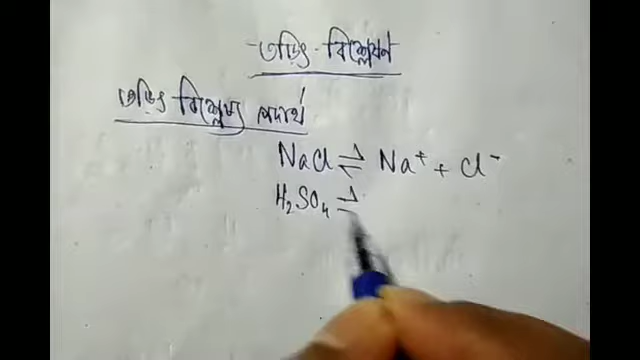 তড়িৎ-বিশ্লেষণ
তড়িৎ বিশ্লেষ্য পদার্থ
NaCl ⇌ Na⁺ + Cl⁻
H₂SO₄ ⇌